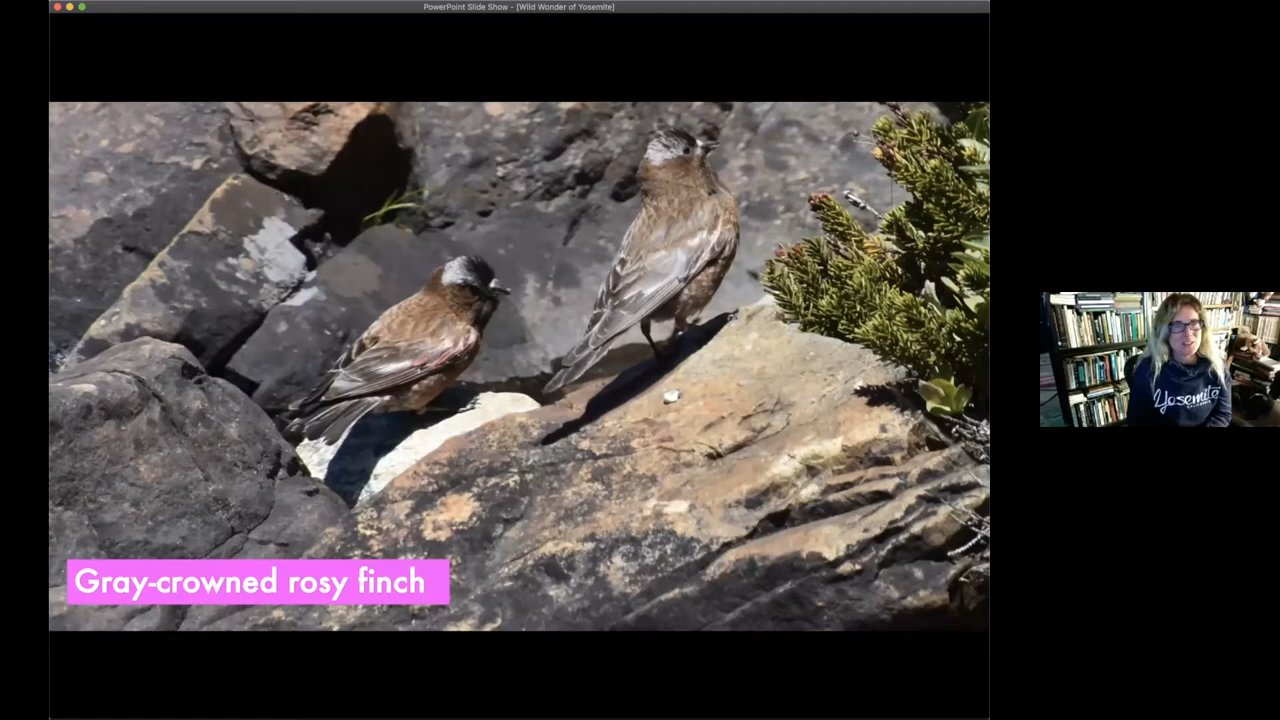 PowerPoint Slide Show - [Wild Wonder of Yosemite]
Gray-crowned rosy finch
Yosemite